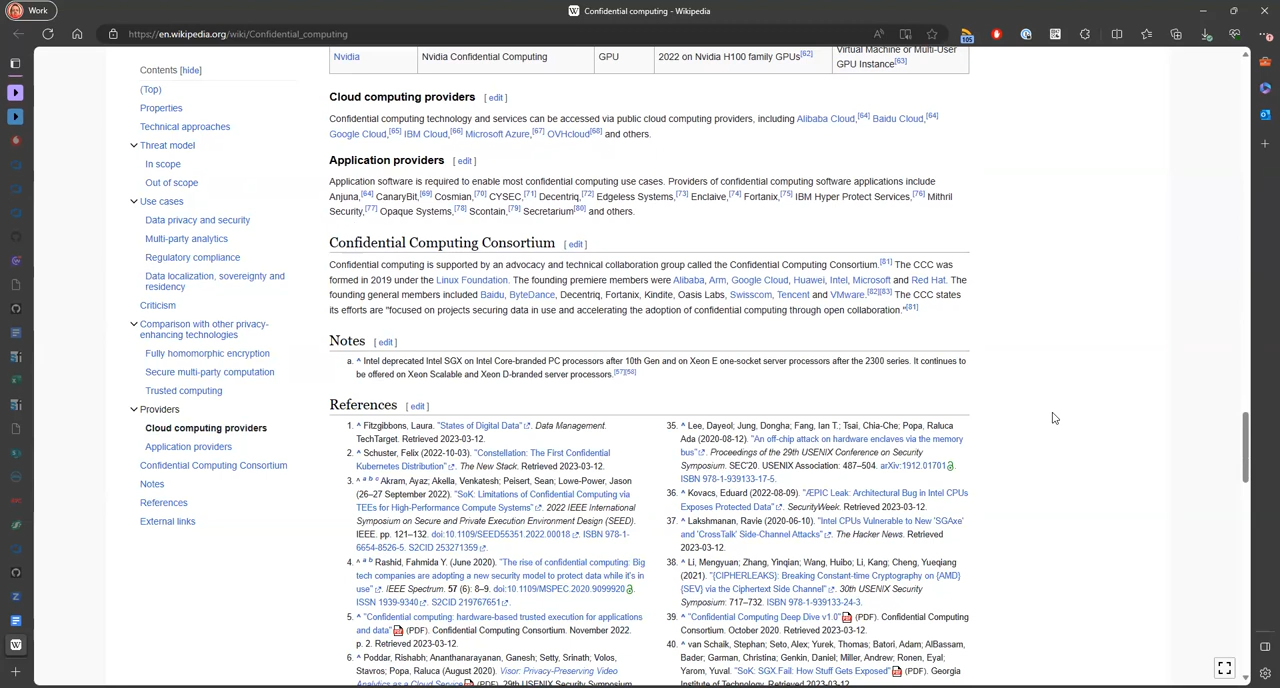 Work
Confidential computing - Wikipedia
https://en.wikipedia.org/wiki/Confidential_computing
105
Contents [hide]
(Top)
Properties
Technical approaches
Threat model
In scope
Out of scope
Use cases
Data privacy and security
Multi-party analytics
Regulatory compliance
Data localization, sovereignty and
residency
Criticism
Comparison with other privacy-
enhancing technologies
Fully homomorphic encryption
Secure multi-party computation
Trusted computing
Providers
Cloud computing providers
Application providers
Confidential Computing Consortium
Notes
References
External links
Nvidia
Nvidia Confidential Computing
GPU
2022 on Nvidia H100 family GPUs[62]
Virtual Machine or Multi-User
GPU Instance[63]
Cloud computing providers [ edit ]
Confidential computing technology and services can be accessed via public cloud computing providers, including Alibaba Cloud,[64] Baidu Cloud,[64]
Google Cloud,[65] IBM Cloud,[66] Microsoft Azure,[67] OVHcloud[68] and others.
Application providers [ edit ]
Application software is required to enable most confidential computing use cases. Providers of confidential computing software applications include
Anjuna,[64] CanaryBit,[69] Cosmian,[70] CYSEC,[71] Decentriq,[72] Edgeless Systems,[73] Enclaive,[74] Fortanix,[75] IBM Hyper Protect Services,[76] Mithril
Security,[77] Opaque Systems,[78] Scontain,[79] Secretarium[80] and others.
Confidential Computing Consortium [ edit ]
Confidential computing is supported by an advocacy and technical collaboration group called the Confidential Computing Consortium.[81] The CCC was
formed in 2019 under the Linux Foundation. The founding premiere members were Alibaba, Arm, Google Cloud, Huawei, Intel, Microsoft and Red Hat. The
founding general members included Baidu, ByteDance, Decentriq, Fortanix, Kindite, Oasis Labs, Swisscom, Tencent and VMware.[82][83] The CCC states
its efforts are "focused on projects securing data in use and accelerating the adoption of confidential computing through open collaboration."[81]
Notes [ edit ]
a. ^ Intel deprecated Intel SGX on Intel Core-branded PC processors after 10th Gen and on Xeon E one-socket server processors after the 2300 series. It continues to
be offered on Xeon Scalable and Xeon D-branded server processors.[57][58]
References [ edit ]
1. ^ Fitzgibbons, Laura. "States of Digital Data". Data Management.
TechTarget. Retrieved 2023-03-12.
2. ^ Schuster, Felix (2022-10-03). "Constellation: The First Confidential
Kubernetes Distribution". The New Stack. Retrieved 2023-03-12.
3. ^ a b c Akram, Ayaz; Akella, Venkatesh; Peisert, Sean; Lowe-Power, Jason
(26–27 September 2022). "SoK: Limitations of Confidential Computing via
TEEs for High-Performance Compute Systems". 2022 IEEE International
Symposium on Secure and Private Execution Environment Design (SEED).
IEEE. pp. 121–132. doi:10.1109/SEED55351.2022.00018. ISBN 978-1-
6654-8526-5. S2CID 253271359.
4. ^ a b Rashid, Fahmida Y. (June 2020). "The rise of confidential computing: Big
tech companies are adopting a new security model to protect data while it's in
use". IEEE Spectrum. 57 (6): 8–9. doi:10.1109/MSPEC.2020.9099920.
ISSN 1939-9340. S2CID 219767651.
5. ^ "Confidential computing: hardware-based trusted execution for applications
and data" (PDF). Confidential Computing Consortium. November 2022.
p. 2. Retrieved 2023-03-12.
6. ^ Poddar, Rishabh; Ananthanarayanan, Ganesh; Setty, Srinath; Volos,
Stavros; Popa, Raluca (August 2020). Visor: Privacy-Preserving Video
Analytics as a Cloud Service (PDF). 29th USENIX Security Symposium.
35. ^ Lee, Dayeol; Jung, Dongha; Fang, Ian T.; Tsai, Chia-Che; Popa, Raluca
Ada (2020-08-12). "An off-chip attack on hardware enclaves via the memory
bus". Proceedings of the 29th USENIX Conference on Security
Symposium. SEC'20. USENIX Association: 487–504. arXiv:1912.01701.
ISBN 978-1-939133-17-5.
36. ^ Kovacs, Eduard (2022-08-09). "ÆPIC Leak: Architectural Bug in Intel CPUs
Exposes Protected Data". SecurityWeek. Retrieved 2023-03-12.
37. ^ Lakshmanan, Ravie (2020-06-10). "Intel CPUs Vulnerable to New 'SGAxe'
and 'CrossTalk' Side-Channel Attacks". The Hacker News. Retrieved
2023-03-12.
38. ^ Li, Mengyuan; Zhang, Yinqian; Wang, Huibo; Li, Kang; Cheng, Yueqiang
(2021). "{CIPHERLEAKS}: Breaking Constant-time Cryptography on {AMD}
{SEV} via the Ciphertext Side Channel". 30th USENIX Security
Symposium: 717–732. ISBN 978-1-939133-24-3.
39. ^ "Confidential Computing Deep Dive v1.0" (PDF). Confidential Computing
Consortium. October 2020. Retrieved 2023-03-12.
40. ^ van Schaik, Stephan; Seto, Alex; Yurek, Thomas; Batori, Adam; AlBassam,
Bader; Garman, Christina; Genkin, Daniel; Miller, Andrew; Ronen, Eyal;
Yarom, Yuval. "SoK: SGX.Fail: How Stuff Gets Exposed" (PDF). Georgia
Institute of Technology. Retrieved 2023-03-12.